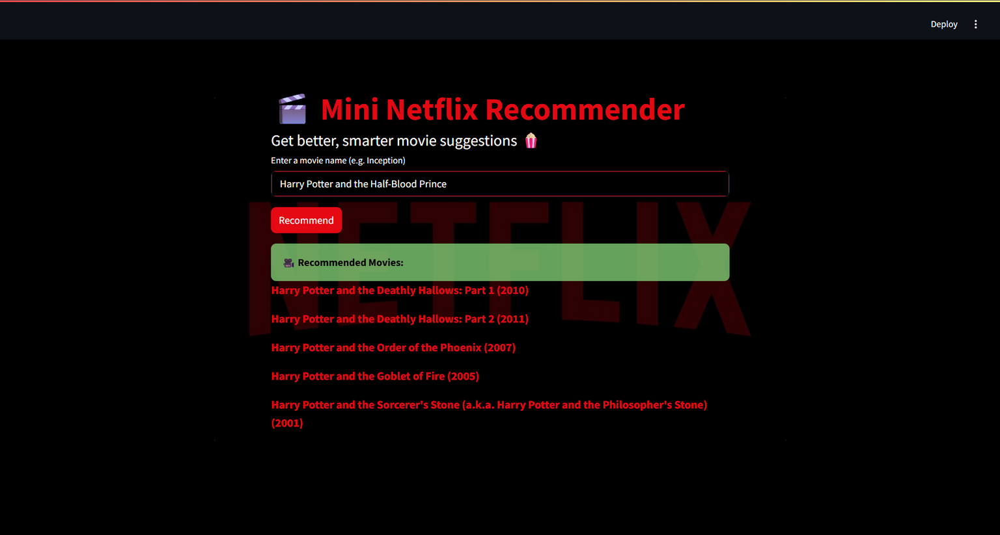 Deploy
Mini Netflix Recommender
Get better, smarter movie suggestions
Enter a movie name (e.g. Inception)
Harry Potter and the Half-Blood Prince
NETFLIX
Recommend
Recommended Movies:
Harry Potter and the Deathly Hallows: Part 1 (2010)
Harry Potter and the Deathly Hallows: Part 2 (2011)
Harry Potter and the Order of the Phoenix (2007)
Harry Potter and the Goblet of Fire (2005)
Harry Potter and the Sorcerer's Stone (a.k.a. Harry Potter and the Philosopher's Stone)
(2001)